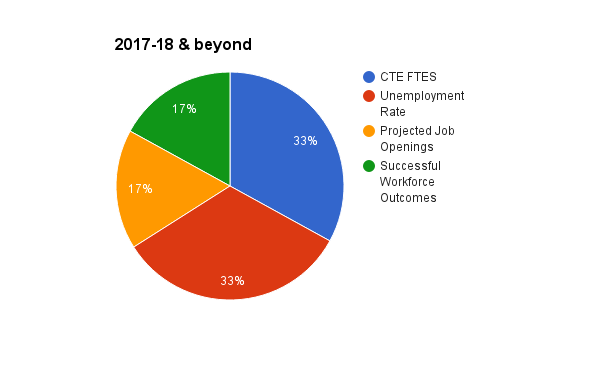 2017-18 & beyond
17%
33%
17%
33%
CTE FTES
Unemployment
Rate
Projected Job
Openings
Successful
Workforce
Outcomes